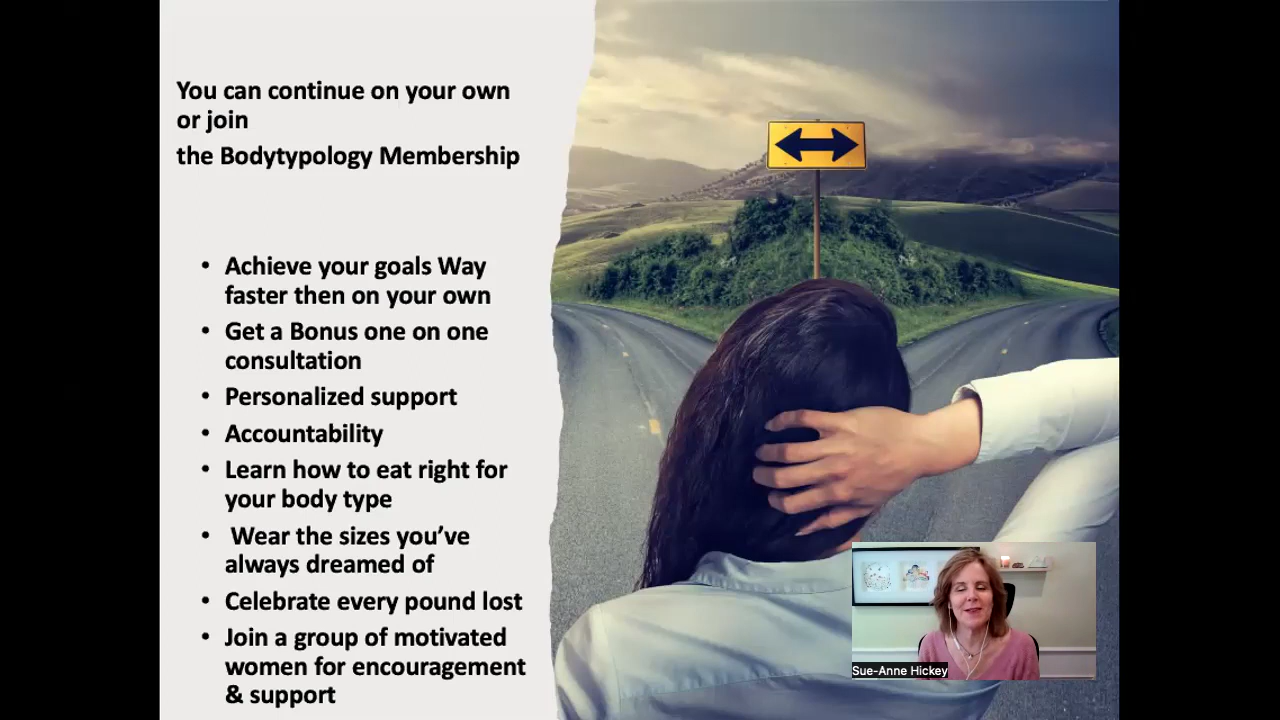 You can continue on your own
or join
the Bodytypology Membership
• Achieve your goals Way
faster then on your own
• Get a Bonus one on one
consultation
• Personalized support
• Accountability
• Learn how to eat right for
your body type
• Wear the sizes you’ve
always dreamed of
• Celebrate every pound lost
• Join a group of motivated
women for encouragement
& support
Sue-Anne Hickey